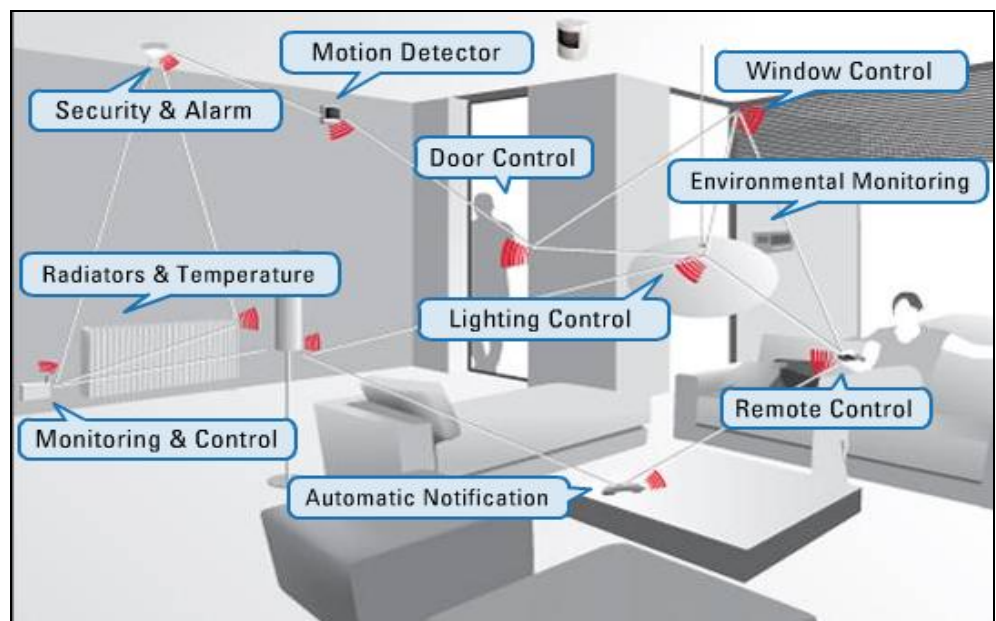 Motion Detector
Window Control
Security & Alarm
Door Control
Environmental Monitoring
Radiators & Temperature
Lighting Control
Remote Control
Monitoring & Control
Automatic Notification